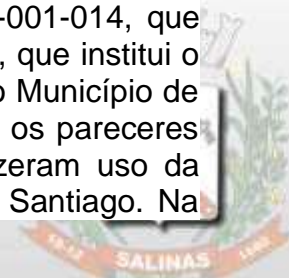 -001-014, que
, que institui o
o Município de
os pareceres
zeram uso da
Santiago. Na
SALINAS